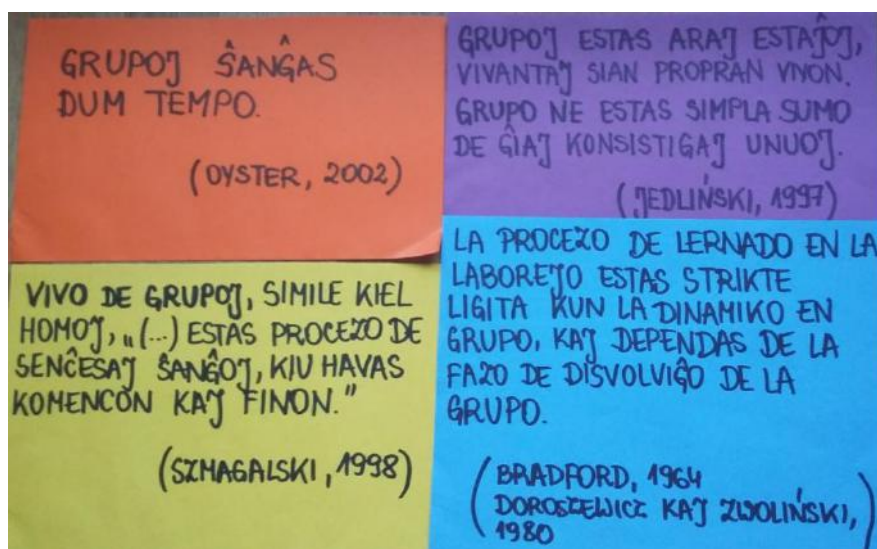 GRUPOJ ŜANĜAS
DUM TEMPO.
(OYSTER, 2002)
GRUPOJ ESTAS ARAJ ESTAĴOJ,
VIVANTAJ SIAN PROPRAN VIVON.
GRUPO NE ESTAS SIMPLA SUMO
DE ĜIAJ KONSISTIGAJ UNUOJ.
(JEDLIŃSKI, 1997)
VIVO DE GRUPOJ, SIMILE KIEL
HOMOJ, „(...) ESTAS PROCEZO DE
SENĈESAJ ŜANĜOJ, KIU HAVAS
KOMENCON KAJ FINON."
(SZMAGALSKI, 1998)
LA PROCEZO DE LERNADO EN LA
LABOREJO ESTAS STRIKTE
LIGITA KUN LA DINAMIKO EN
GRUPO, KAJ DEPENDAS DE LA
FAZO DE DISVOLVIĜO DE LA
GRUPO.
(BRADFORD, 1964
DOROSZEWICZ KAJ ZWOLIŃSKI,
1980)